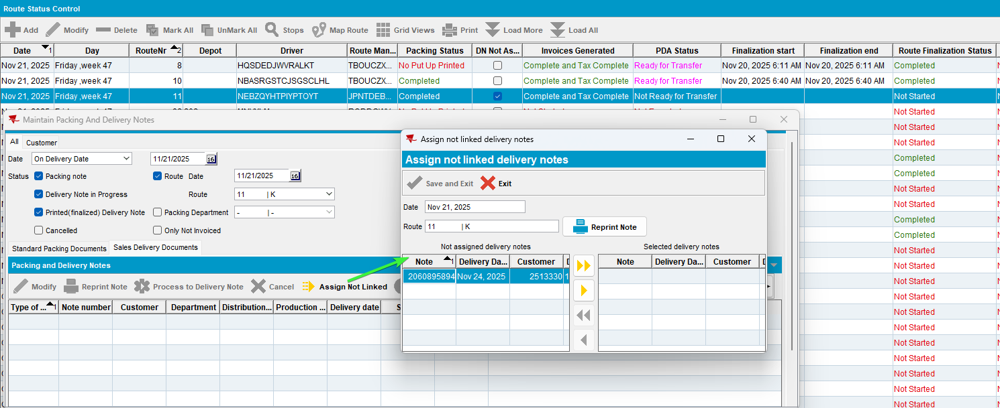 Route Status Control
Add Modify Delete Mark All UnMark All Stops Map Route Grid Views Print Load More Load All
Date 1 Day RouteNr 2 Depot Driver Route Man... Packing Status DN Not As... Invoices Generated PDA Status Finalization start Finalization end Route Finalization Status
Nov 21, 2025 Friday ,week 47 8 HQSDEDJWVRALKT TBOUCZX... No Put Up Printed Complete and Tax Complete Ready for Transfer Nov 20, 2025 6:11 AM Nov 20, 2025 6:11 AM Completed
Nov 21, 2025 Friday ,week 47 10 NBASRGSTCJSGSCLHL TBOUCZX... Completed Complete and Tax Complete Ready for Transfer Nov 20, 2025 6:40 AM Nov 20, 2025 6:40 AM Completed
Nov 21, 2025 Friday ,week 47 11 NEBZQYHTPIYPTOYT JPNTDEB... Completed Complete and Tax Complete Not Ready for Transfer Not Started
Not Started
Not Started
Not Started
Not Started
Completed
Completed
Not Started
Not Started
Completed
Completed
Not Started
Not Started
Not Started
Not Started
Not Started
Not Started
Not Started
Not Started
Not Started
Not Started
Maintain Packing And Delivery Notes
All Customer
Date On Delivery Date 11/21/2025 16
Status Packing note Route Date 11/21/2025 16
Delivery Note in Progress Route 11 | K
Printed(finalized) Delivery Note Packing Department - | -
Cancelled Only Not Invoiced
Standard Packing Documents Sales Delivery Documents
Packing and Delivery Notes
Modify Reprint Note Process to Delivery Note Cancel Assign Not Linked
Type of ... 1 Note number Customer Department Distribution... Production ... Delivery date S
Assign not linked delivery notes
Assign not linked delivery notes
Save and Exit Exit
Date Nov 21, 2025
Route 11 | K Reprint Note
Not assigned delivery notes Selected delivery notes
Note 1 Delivery Da... Customer Note Delivery Da... Customer
2060895894 Nov 24, 2025 2513330 1